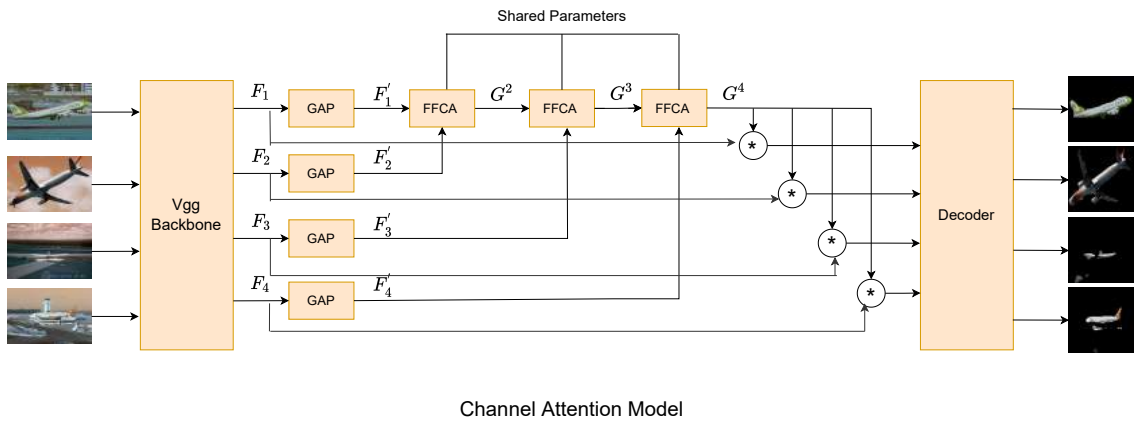 Shared Parameters
F₁ GAP F₁′ FFCA G² FFCA G³ FFCA G⁴
*
F₂ GAP F₂′
*
Vgg
Backbone
Decoder
F₃ GAP F₃′
*
F₄ GAP F₄′
*
Channel Attention Model